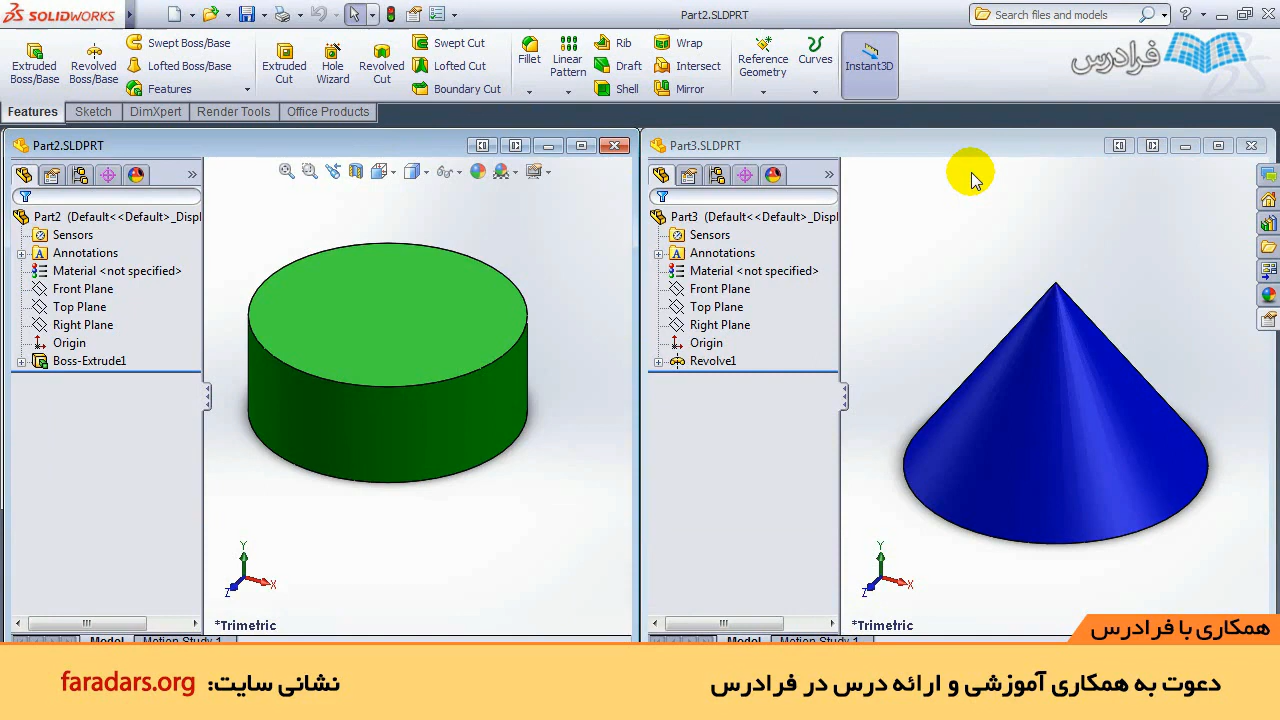 SOLIDWORKS
Part2.SLDPRT
Search files and models
Extruded Boss/Base
Revolved Boss/Base
Swept Boss/Base
Lofted Boss/Base
Features
Extruded Cut
Hole Wizard
Revolved Cut
Swept Cut
Lofted Cut
Boundary Cut
Fillet
Linear Pattern
Rib
Draft
Shell
Wrap
Intersect
Mirror
Reference Geometry
Curves
Instant3D
فرادرس
Features
Sketch
DimXpert
Render Tools
Office Products
Part2.SLDPRT
Part2 (Default<<Default>_Displ
Sensors
Annotations
Material <not specified>
Front Plane
Top Plane
Right Plane
Origin
Boss-Extrude1
Y
X
Z
*Trimetric
Model
Motion Study 1
Part3.SLDPRT
Part3 (Default<<Default>_Displ
Sensors
Annotations
Material <not specified>
Front Plane
Top Plane
Right Plane
Origin
Revolve1
Y
X
Z
*Trimetric
Model
Motion Study 1
همکاری با فرادرس
دعوت به همکاری آموزشی و ارائه درس در فرادرس
نشانی سایت: faradars.org